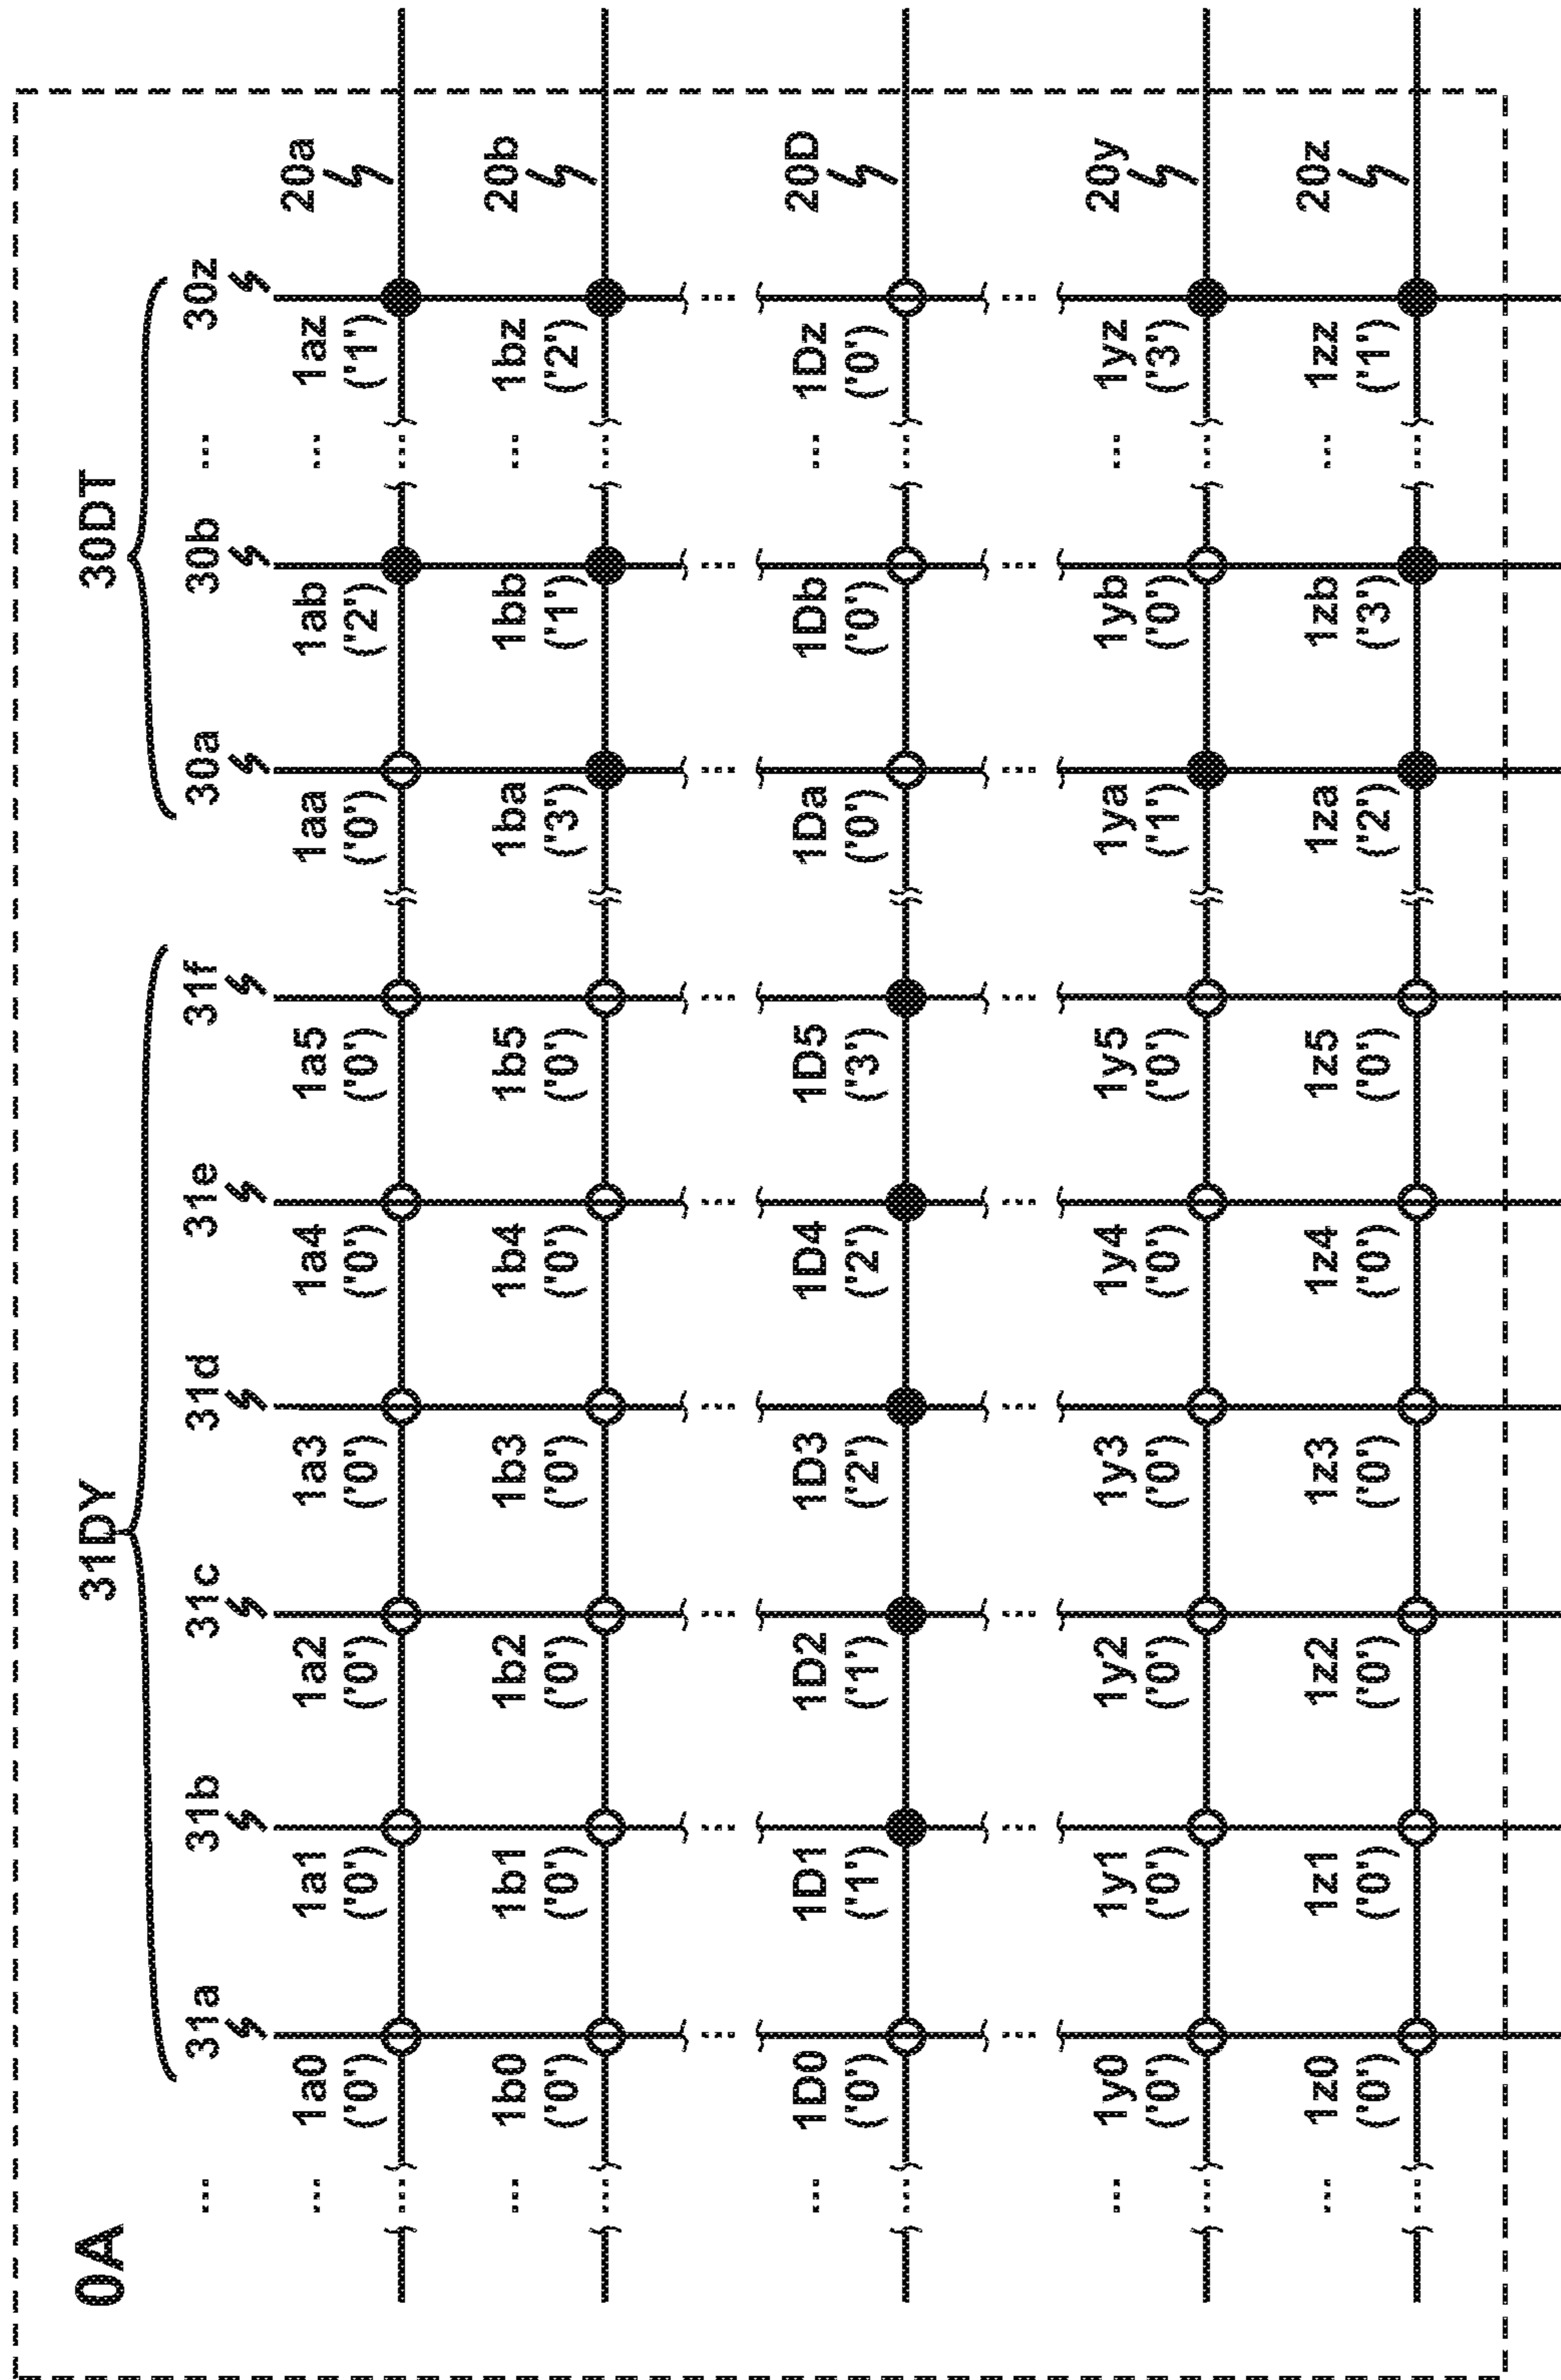 0A 31DY 30DT
... 31a 31b 31c 31d 31e 31f 30a 30b ... 30z
... 1a0 1a1 1a2 1a3 1a4 1a5 1aa 1ab ... 1az 20a
('0') ('0') ('0') ('0') ('0') ('0') ('0') ('2') ('1')
... 1b0 1b1 1b2 1b3 1b4 1b5 1ba 1bb ... 1bz 20b
('0') ('0') ('0') ('0') ('0') ('0') ('3') ('1') ('2')
... 1D0 1D1 1D2 1D3 1D4 1D5 1Da 1Db ... 1Dz 20D
('0') ('1') ('1') ('2') ('2') ('3') ('0') ('0') ('0')
... 1y0 1y1 1y2 1y3 1y4 1y5 1ya 1yb ... 1yz 20y
('0') ('0') ('0') ('0') ('0') ('0') ('1') ('0') ('3')
... 1z0 1z1 1z2 1z3 1z4 1z5 1za 1zb ... 1zz 20z
('0') ('0') ('0') ('0') ('0') ('0') ('2') ('3') ('1')